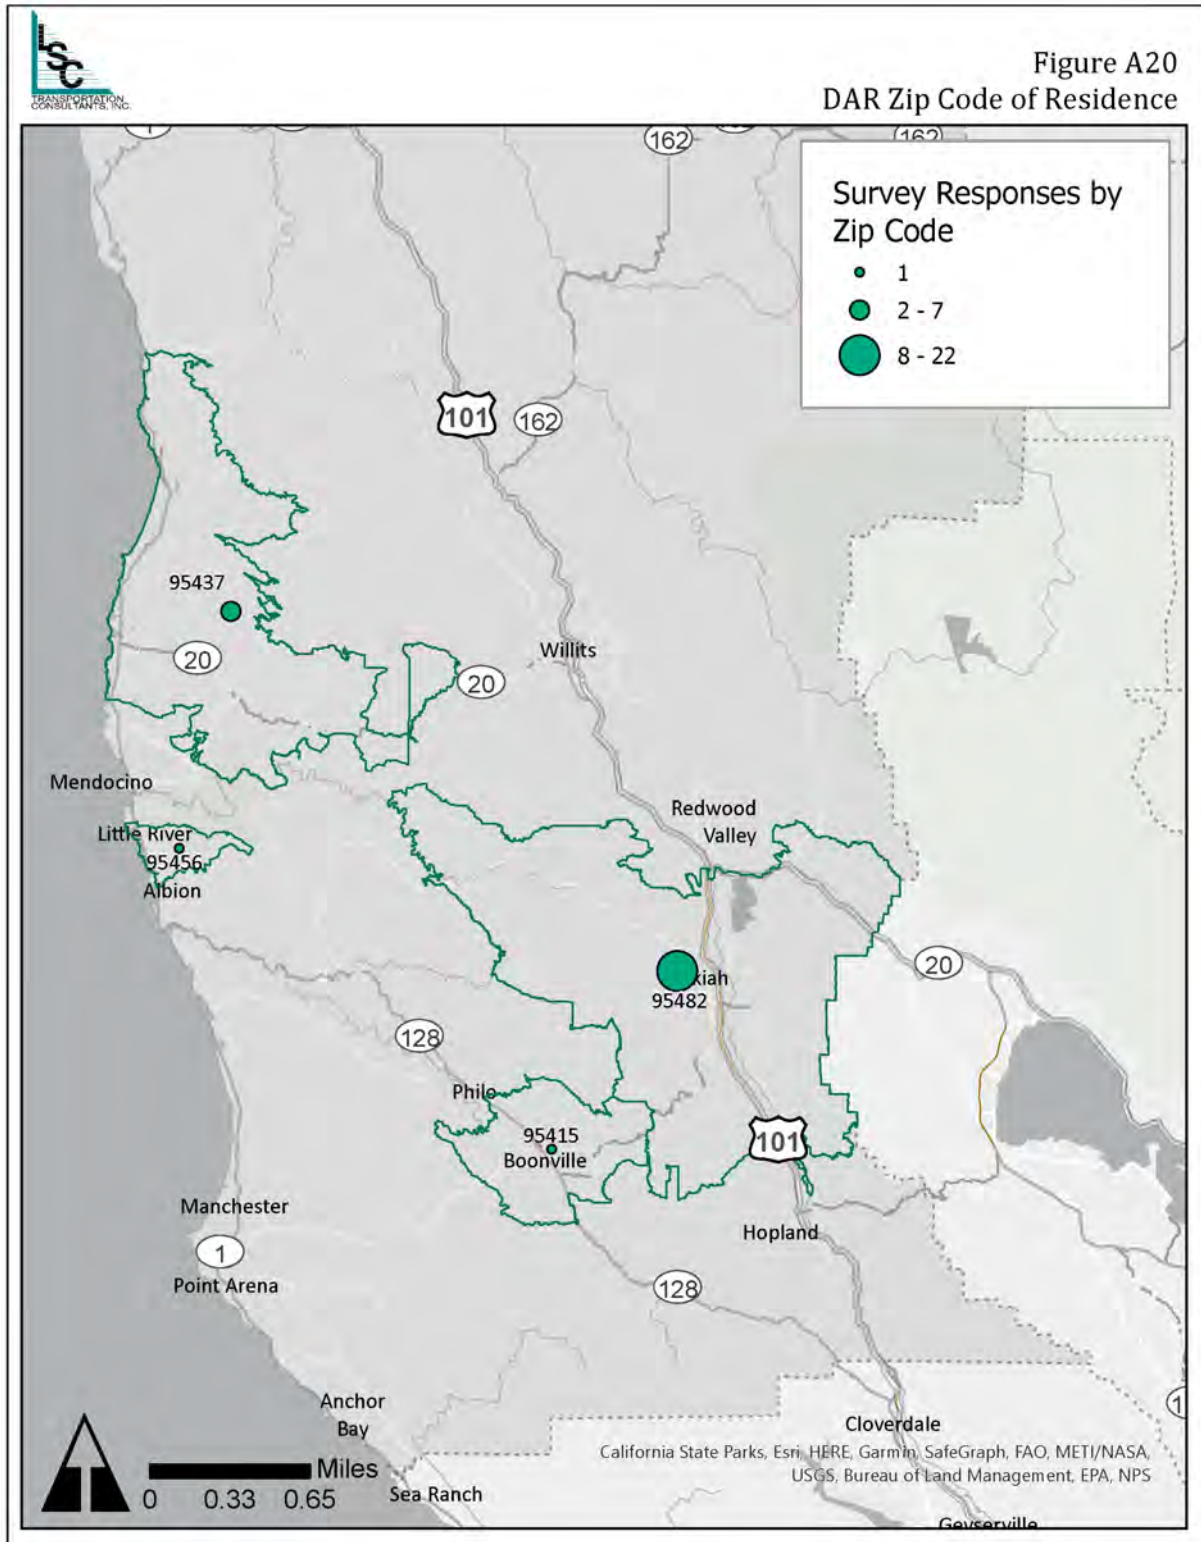 LSC
TRANSPORTATION
CONSULTANTS, INC.
Figure A20
DAR Zip Code of Residence
1
162
162
Survey Responses by
Zip Code
1
2 - 7
8 - 22
101
162
95437
20
Willits
20
Mendocino
Redwood
Valley
Little River
95456
Albion
20
kiah
95482
128
Philo
95415
Boonville
101
Manchester
Hopland
1
Point Arena
128
Anchor
Bay
Cloverdale
California State Parks, Esri, HERE, Garmin, SafeGraph, FAO, METI/NASA,
USGS, Bureau of Land Management, EPA, NPS
Miles
0 0.33 0.65
Sea Ranch
Geyserville